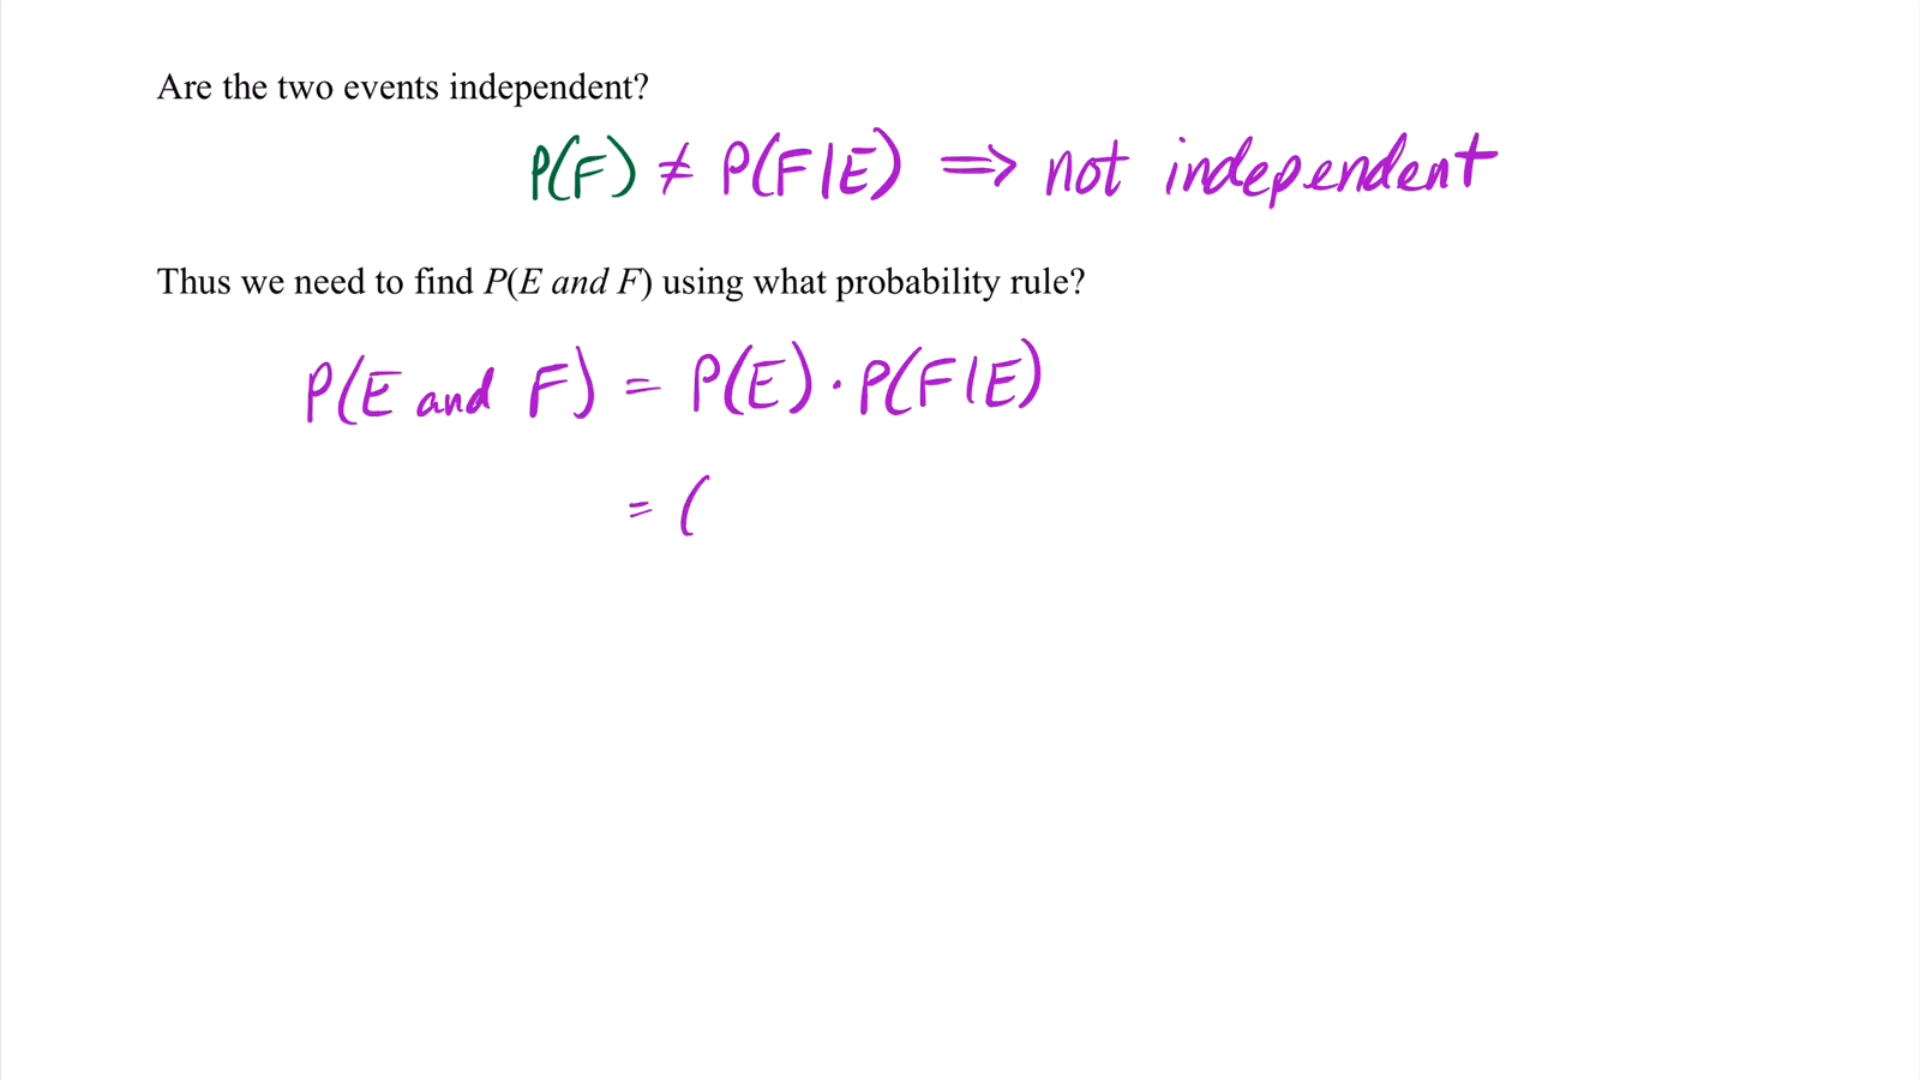 Are the two events independent?
P(F) ≠ P(F|E) ⇒ not independent
Thus we need to find P(E and F) using what probability rule?
P(E and F) = P(E) · P(F|E)
= (